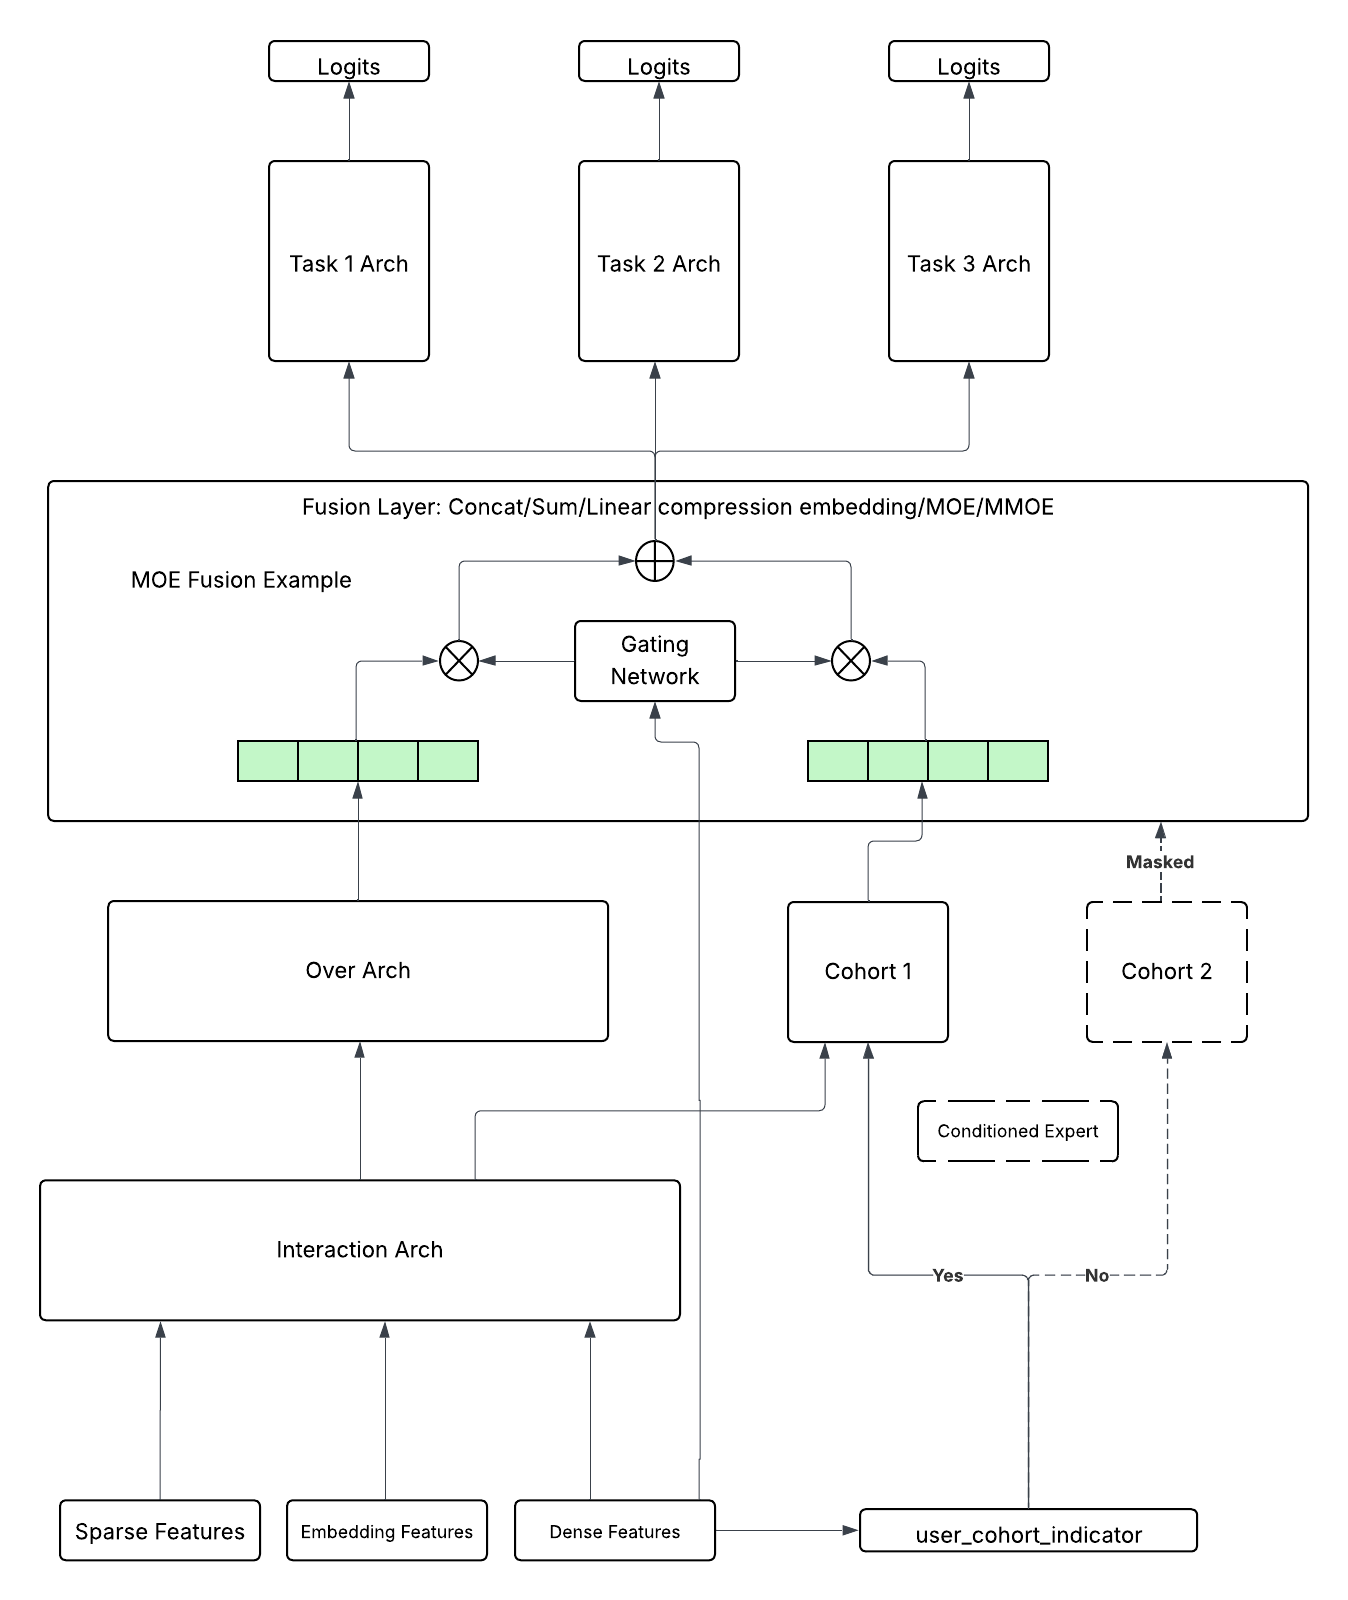 Logits
Logits
Logits
Task 1 Arch
Task 2 Arch
Task 3 Arch
Fusion Layer: Concat/Sum/Linear compression embedding/MOE/MMOE
MOE Fusion Example
Gating
Network
Masked
Over Arch
Cohort 1
Cohort 2
Conditioned Expert
Interaction Arch
Yes
No
Sparse Features
Embedding Features
Dense Features
user_cohort_indicator